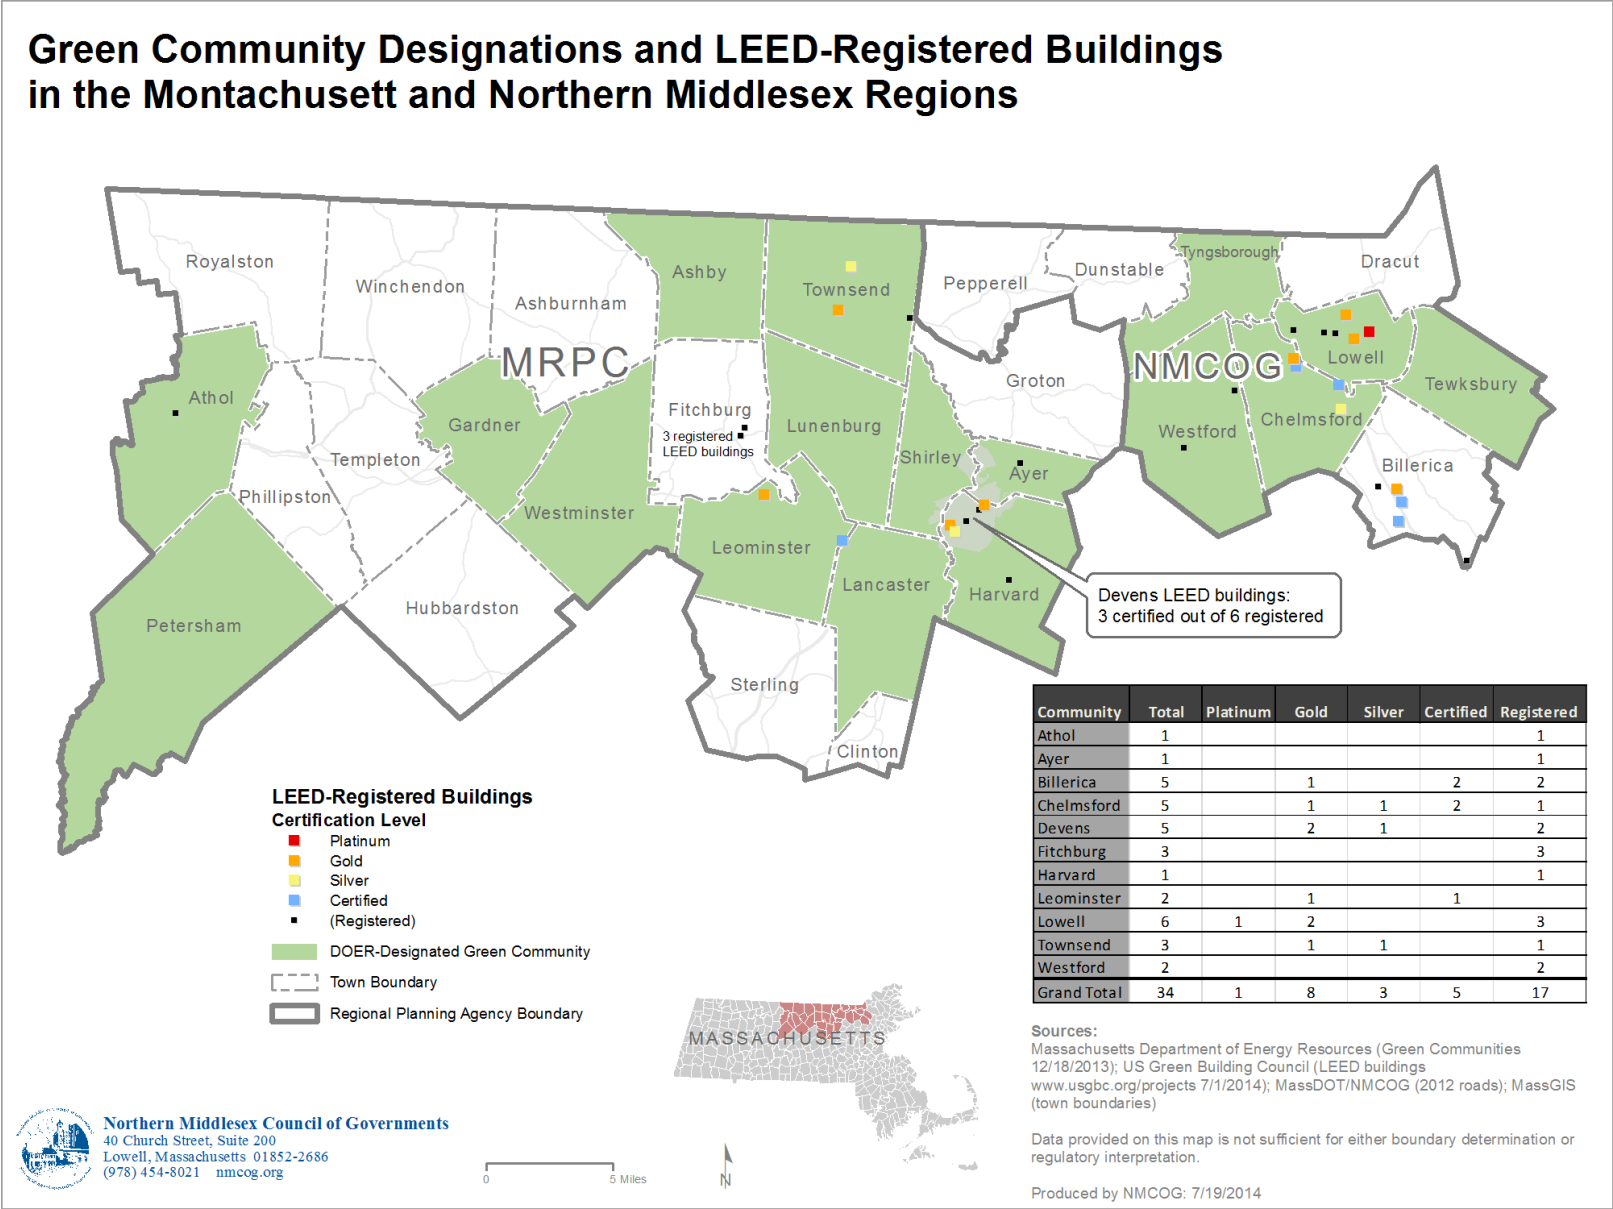 Green Community Designations and LEED-Registered Buildings
in the Montachusett and Northern Middlesex Regions
Royalston
Winchendon
Ashburnham
Ashby
Townsend
Pepperell
Dunstable
Tyngsborough
Dracut
MRPC
NMCOG
Lowell
Tewksbury
Athol
Gardner
Fitchburg
3 registered
LEED buildings
Lunenburg
Groton
Westford
Chelmsford
Billerica
Templeton
Phillipston
Westminster
Shirley
Ayer
Leominster
Lancaster
Harvard
Petersham
Hubbardston
Sterling
Clinton
Devens LEED buildings:
3 certified out of 6 registered
Community Total Platinum Gold Silver Certified Registered
Athol 1 1
Ayer 1 1
Billerica 5 1 2 2
Chelmsford 5 1 1 2 1
Devens 5 2 1 2
Fitchburg 3 3
Harvard 1 1
Leominster 2 1 1
Lowell 6 1 2 3
Townsend 3 1 1 1
Westford 2 2
Grand Total 34 1 8 3 5 17
LEED-Registered Buildings
Certification Level
Platinum
Gold
Silver
Certified
(Registered)
DOER-Designated Green Community
Town Boundary
Regional Planning Agency Boundary
MASSACHUSETTS
Sources:
Massachusetts Department of Energy Resources (Green Communities
12/18/2013); US Green Building Council (LEED buildings
www.usgbc.org/projects 7/1/2014); MassDOT/NMCOG (2012 roads); MassGIS
(town boundaries)
Data provided on this map is not sufficient for either boundary determination or
regulatory interpretation.
Produced by NMCOG: 7/19/2014
Northern Middlesex Council of Governments
40 Church Street, Suite 200
Lowell, Massachusetts 01852-2686
(978) 454-8021 nmcog.org
0 5 Miles
N